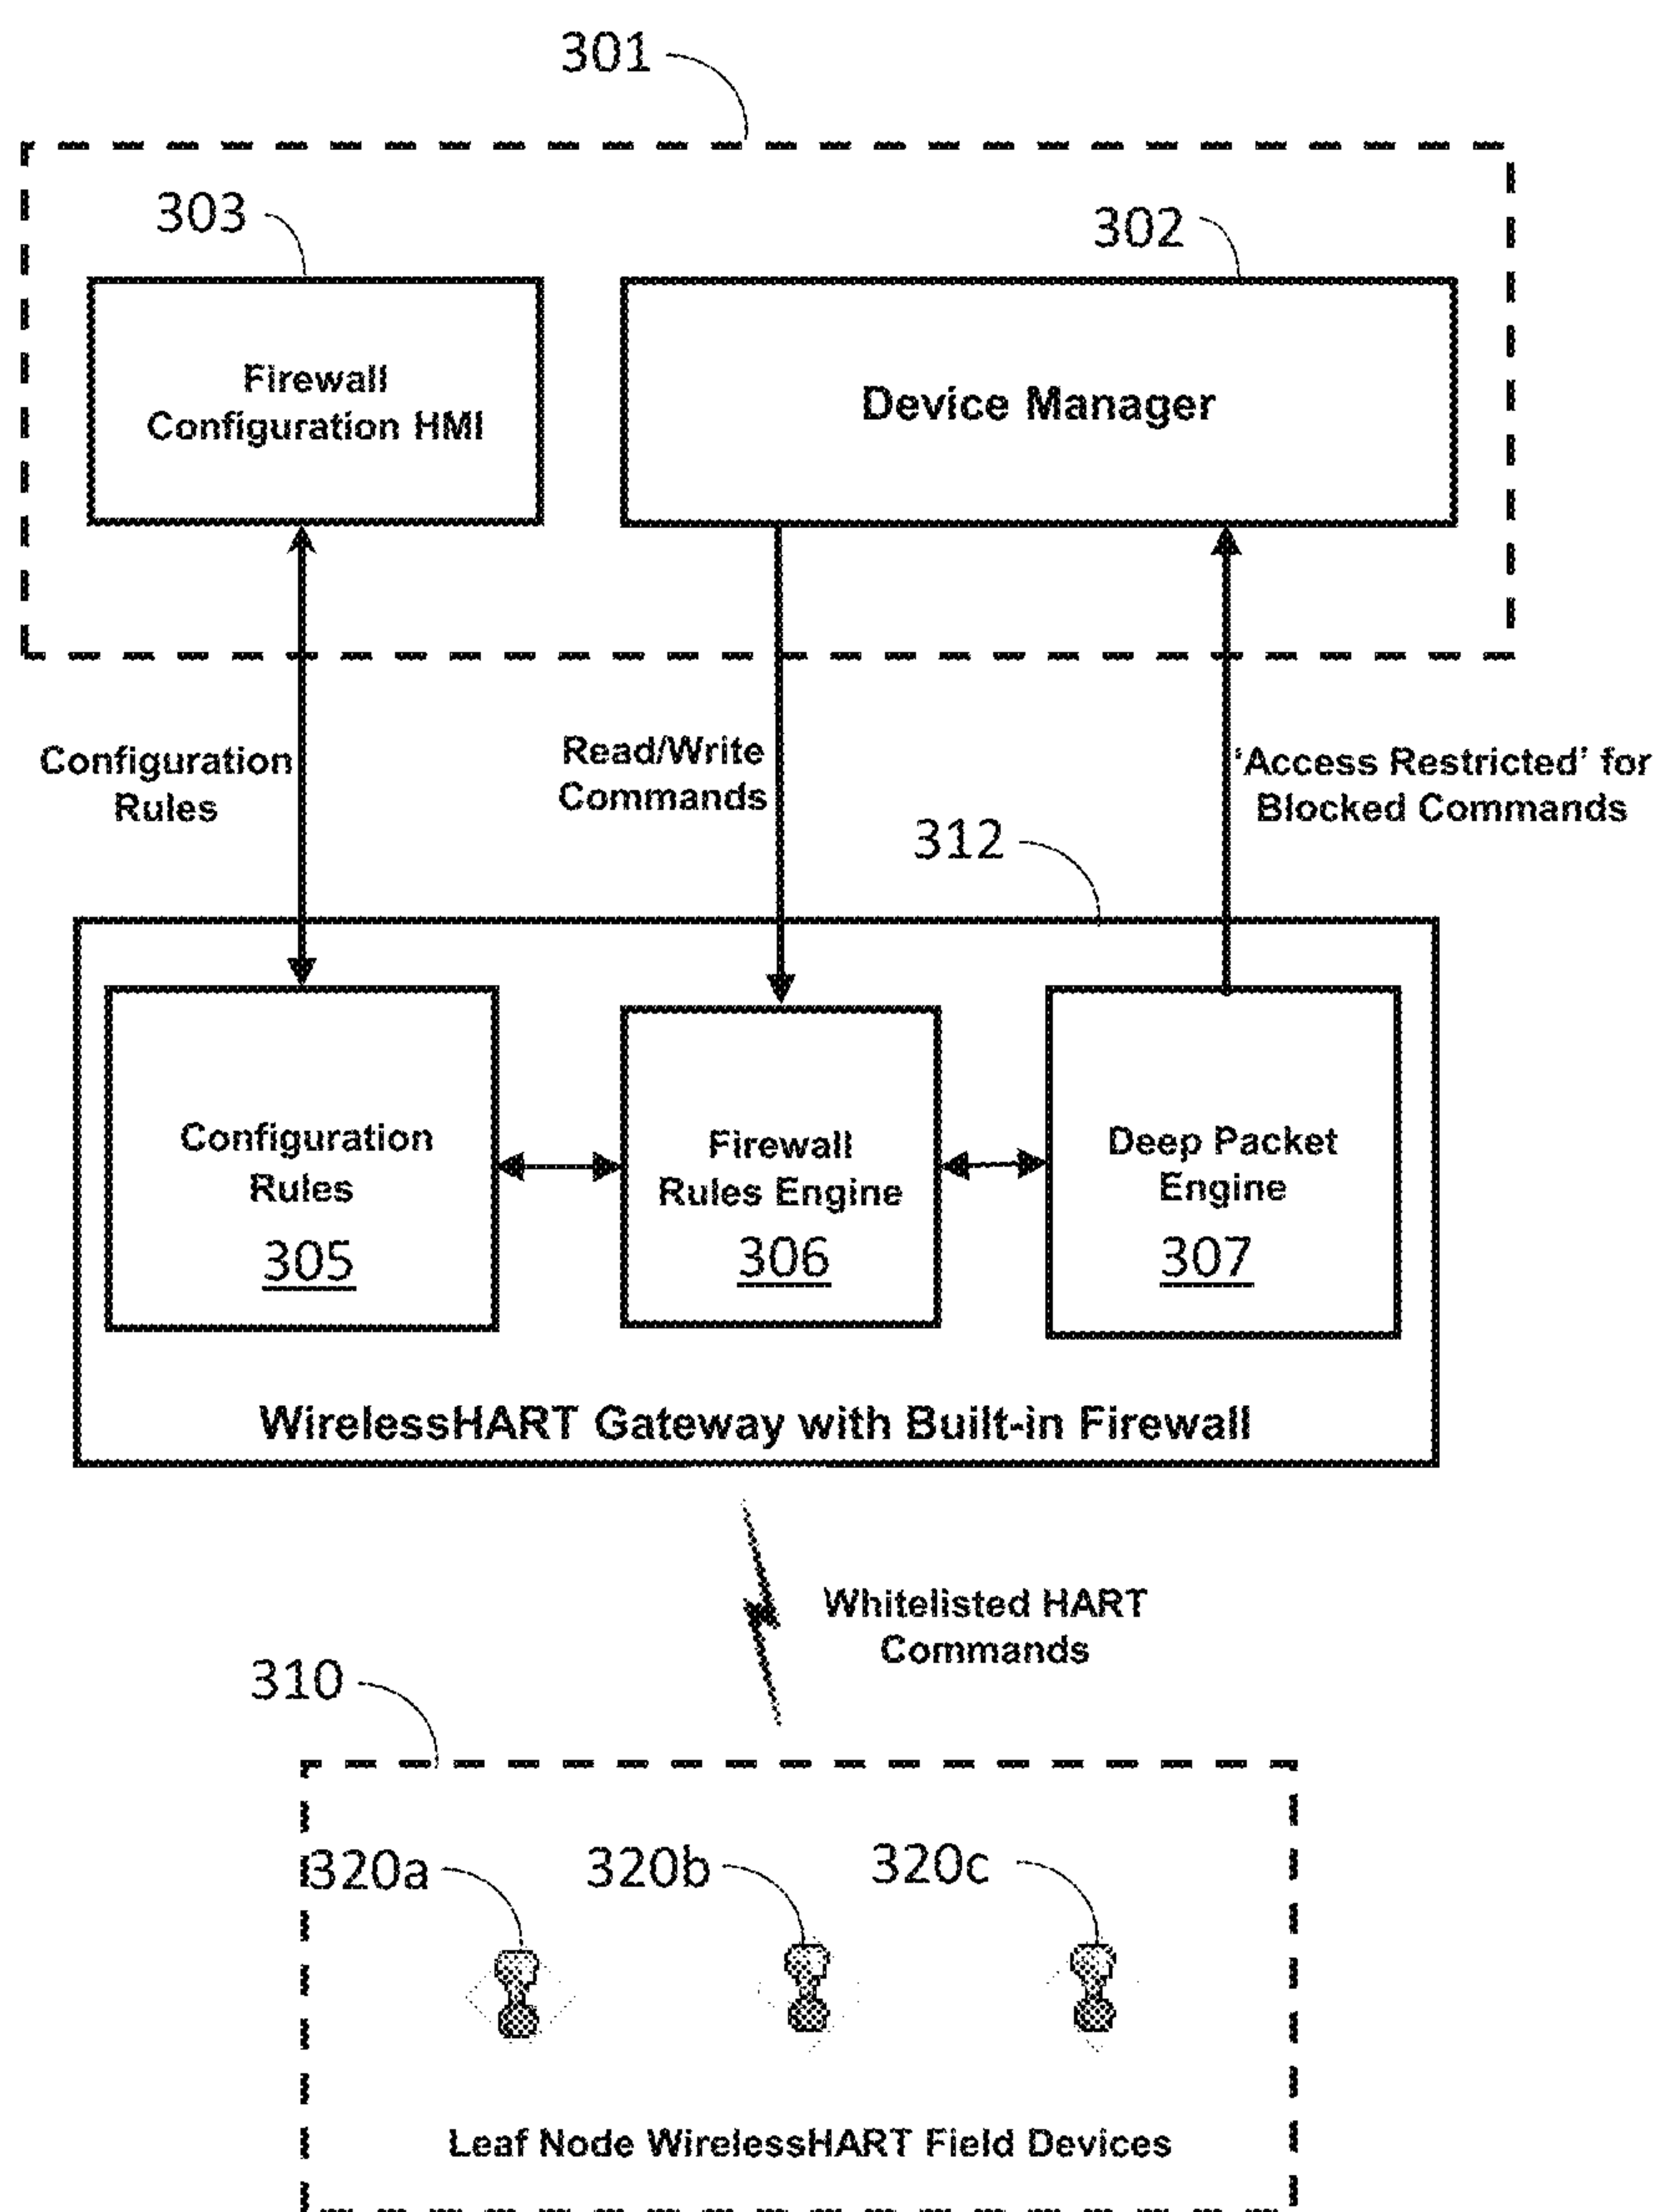 301
303
302
Firewall
Configuration HMI
Device Manager
Configuration
Rules
Read/Write
Commands
'Access Restricted' for
Blocked Commands
312
Configuration
Rules
305
Firewall
Rules Engine
306
Deep Packet
Engine
307
WirelessHART Gateway with Built-in Firewall
Whitelisted HART
Commands
310
320a
320b
320c
Leaf Node WirelessHART Field Devices